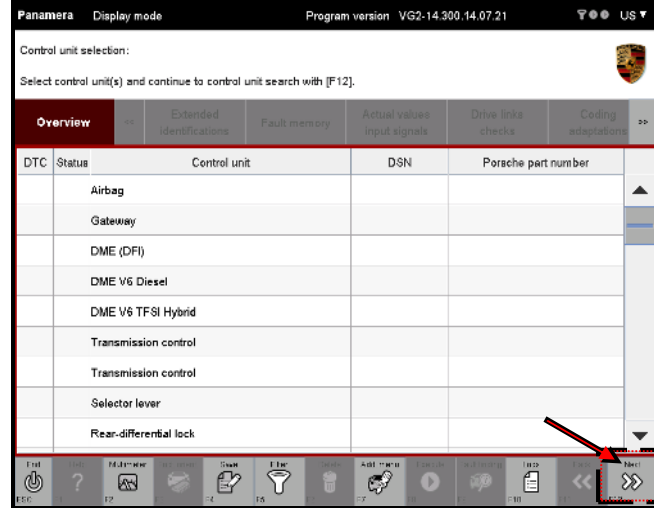 Panamera Display mode Program version VG2-14.300.14.07.21 US
Control unit selection:
Select control unit(s) and continue to control unit search with [F12].
Overview << Extended identifications Fault memory Actual values input signals Drive links checks Coding adaptations >>
DTC Status Control unit DSN Porsche part number
Airbag
Gateway
DME (DFI)
DME V6 Diesel
DME V6 TFSI Hybrid
Transmission control
Transmission control
Selector lever
Rear-differential lock
Multimeter Save Filter Add menu Next
ESC F2 F4 F5 F7 F10